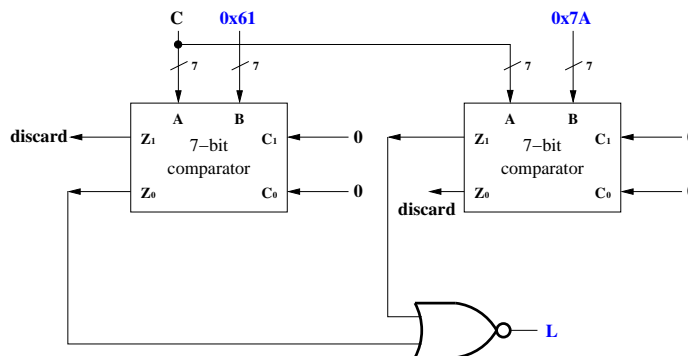 C 0x61 0x7A
7 7 7 7
A B A B
discard Z1 C1 0 Z1 C1
7−bit comparator 7−bit comparator
Z0 C0 0 Z0 C0
discard
L